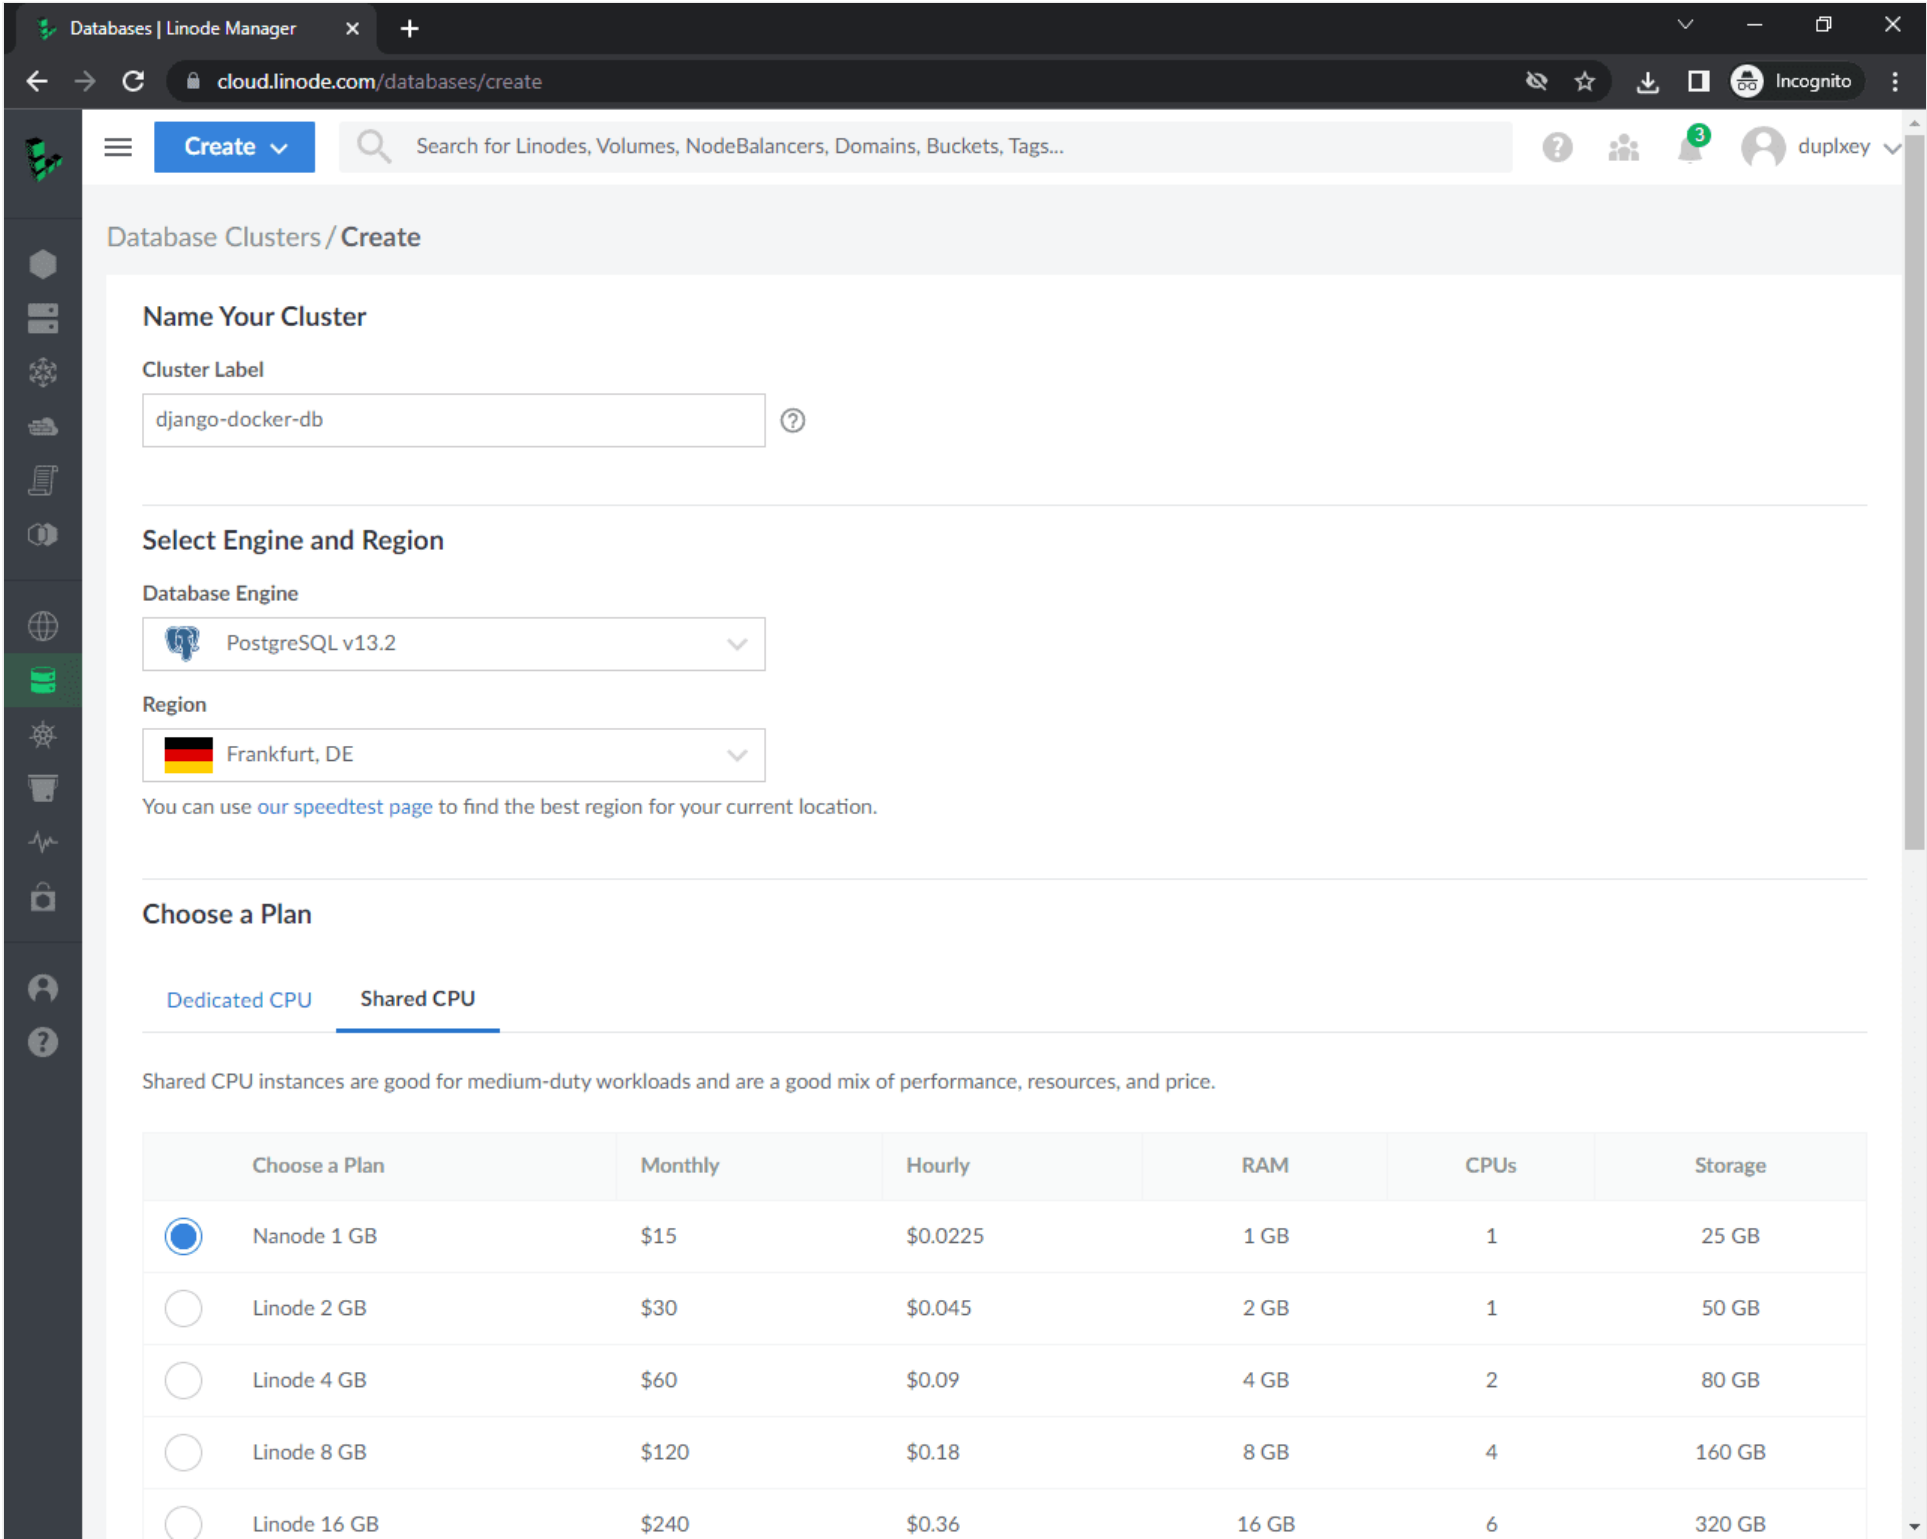 Databases | Linode Manager
cloud.linode.com/databases/create
Incognito
Create
Search for Linodes, Volumes, NodeBalancers, Domains, Buckets, Tags...
3
duplxey
Database Clusters / Create
Name Your Cluster
Cluster Label
django-docker-db
Select Engine and Region
Database Engine
PostgreSQL v13.2
Region
Frankfurt, DE
You can use our speedtest page to find the best region for your current location.
Choose a Plan
Dedicated CPU Shared CPU
Shared CPU instances are good for medium-duty workloads and are a good mix of performance, resources, and price.
Choose a Plan Monthly Hourly RAM CPUs Storage
Nanode 1 GB $15 $0.0225 1 GB 1 25 GB
Linode 2 GB $30 $0.045 2 GB 1 50 GB
Linode 4 GB $60 $0.09 4 GB 2 80 GB
Linode 8 GB $120 $0.18 8 GB 4 160 GB
Linode 16 GB $240 $0.36 16 GB 6 320 GB